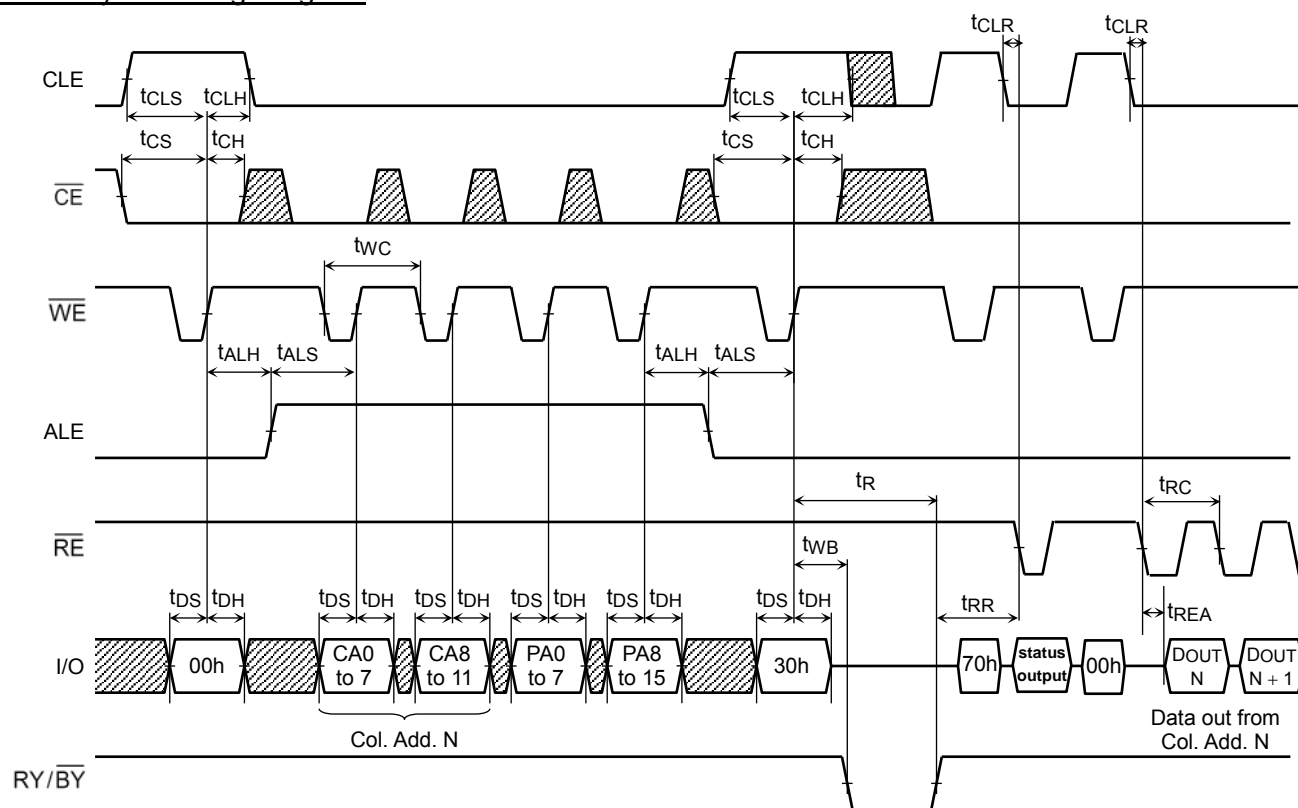 tCLR tCLR
CLE
tCLS tCLH tCLS tCLH
tCS tCH tCS tCH
CE
tWC
WE
tALH tALS tALH tALS
ALE
tR
tRC
RE
tWB
tDS tDH tDS tDH tDS tDH tDS tDH tDS tDH tDS tDH tRR tREA
I/O 00h CA0 to 7 CA8 to 11 PA0 to 7 PA8 to 15 30h 70h status output 00h DOUT N DOUT N + 1
Col. Add. N
Data out from
Col. Add. N
RY/BY